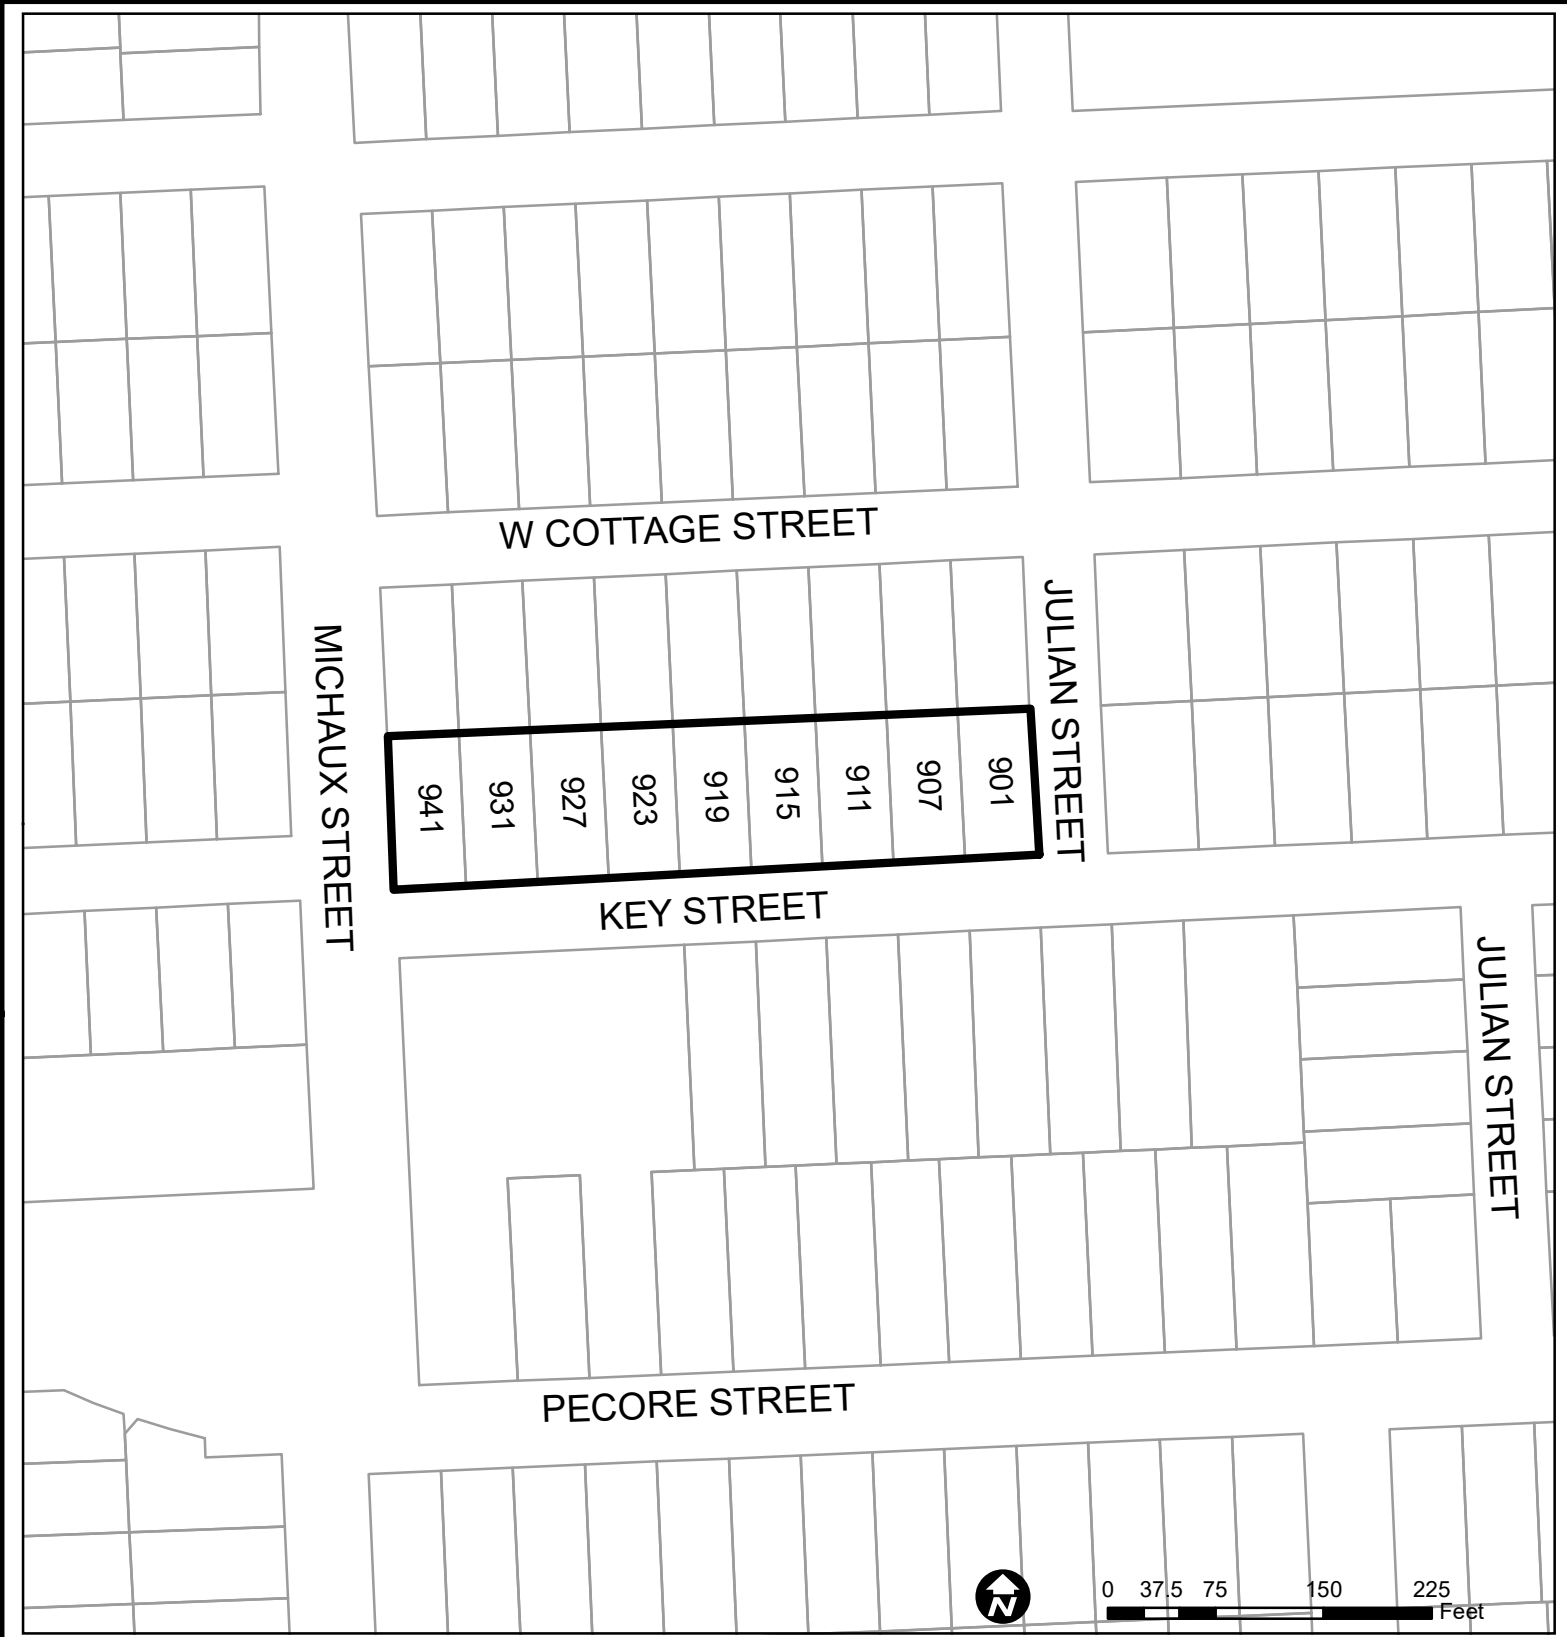 W COTTAGE STREET
MICHAUX STREET
JULIAN STREET
941
931
927
923
919
915
911
907
901
KEY STREET
JULIAN STREET
PECORE STREET
N
0 37.5 75 150 225
Feet